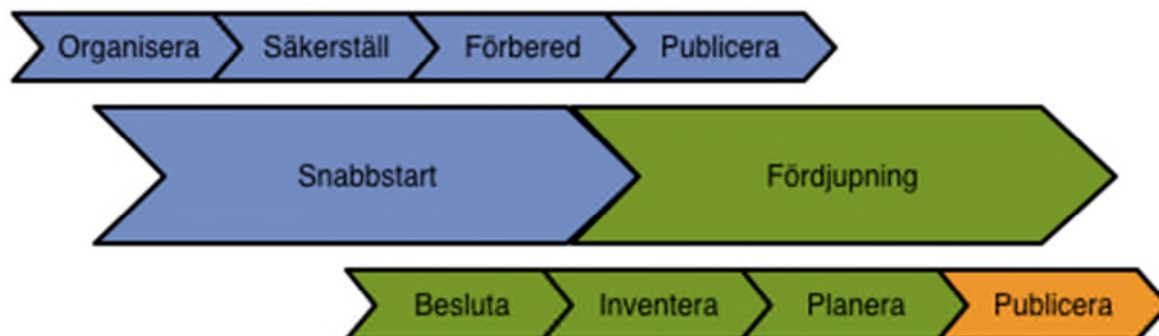 Organisera Säkerställ Förbered Publicera
Snabbstart Fördjupning
Besluta Inventera Planera Publicera